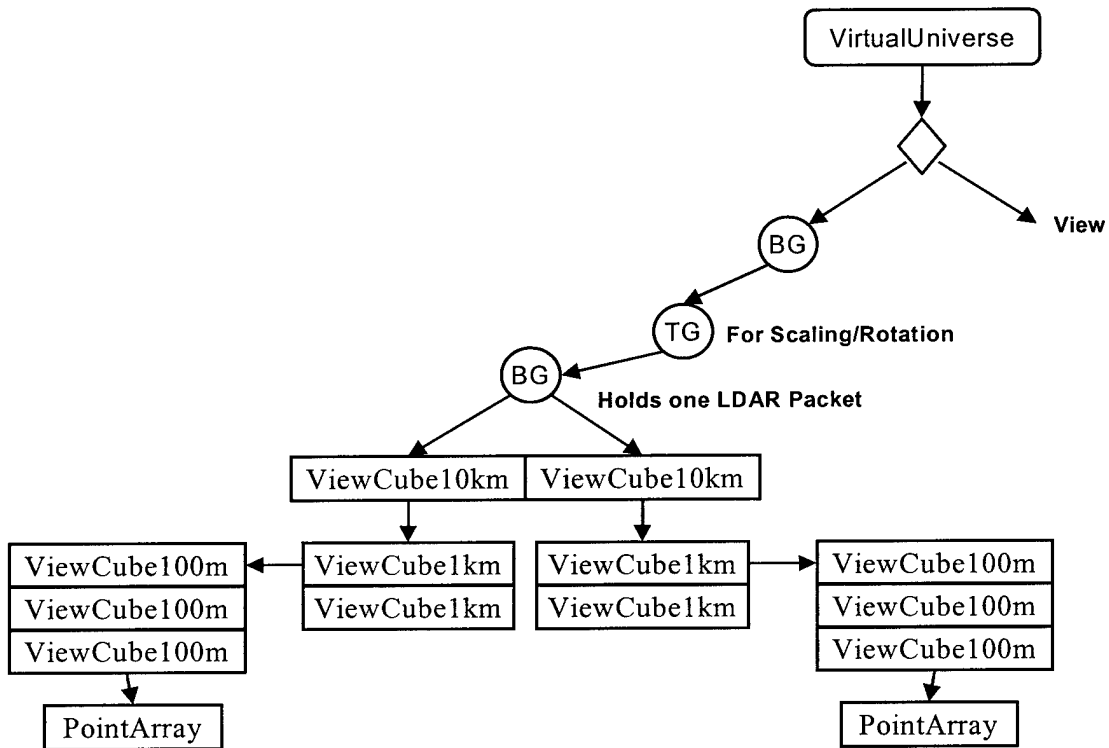 VirtualUniverse
View
BG
TG
For Scaling/Rotation
BG
Holds one LDAR Packet
ViewCube10km
ViewCube10km
ViewCube100m
ViewCube1km
ViewCube1km
ViewCube100m
ViewCube100m
ViewCube1km
ViewCube1km
ViewCube100m
ViewCube100m
ViewCube100m
PointArray
PointArray